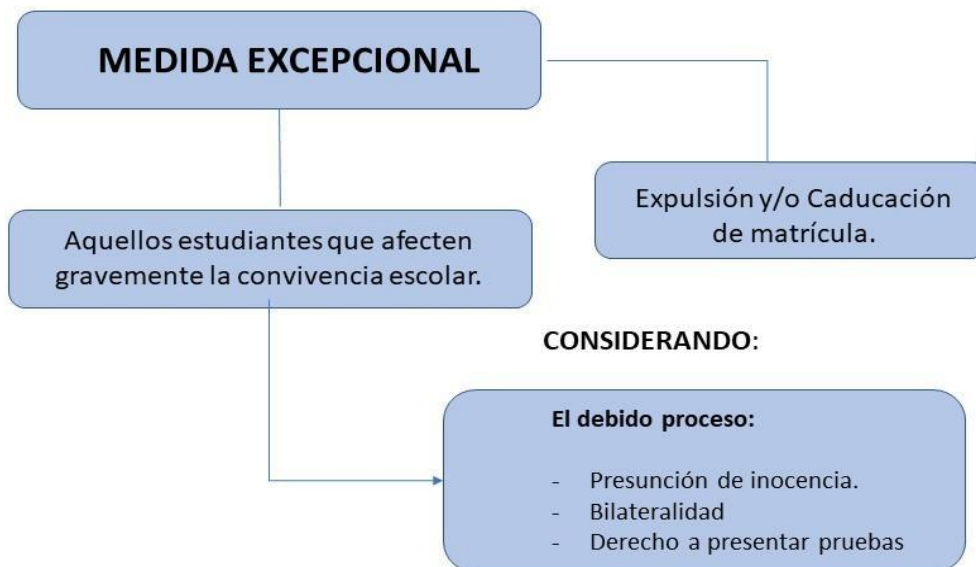 MEDIDA EXCEPCIONAL
Expulsión y/o Caducación
de matrícula.
Aquellos estudiantes que afecten
gravemente la convivencia escolar.
CONSIDERANDO:
El debido proceso:
- Presunción de inocencia.
- Bilateralidad
- Derecho a presentar pruebas